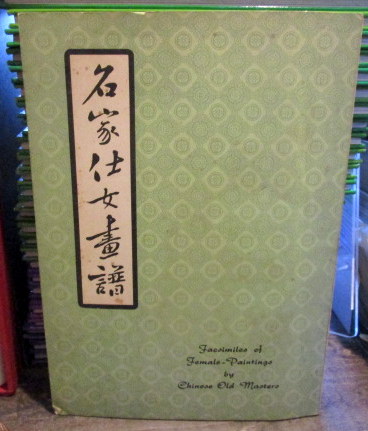 名家仕女畫譜
Facsimiles of
Female-Paintings
by
Chinese Old Masters